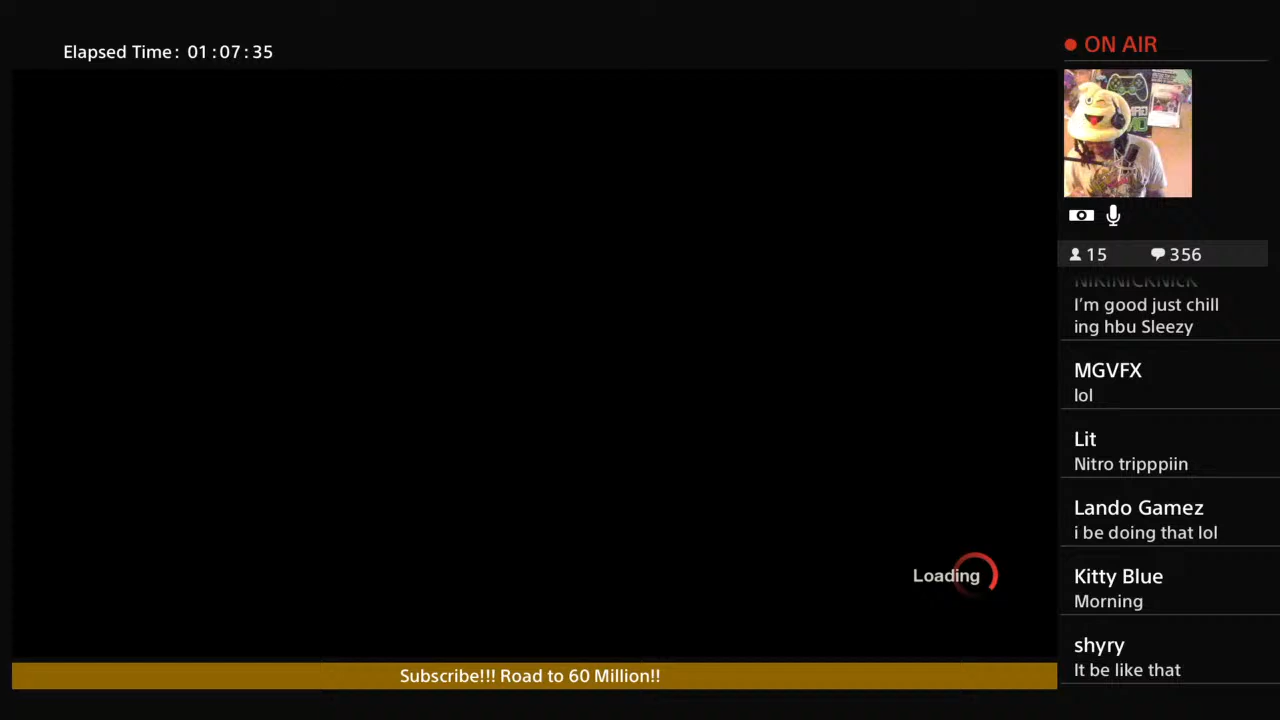 Elapsed Time: 01:07:35
ON AIR
15 356
NIKINICKNICK
I'm good just chill
ing hbu Sleezy
MGVFX
lol
Lit
Nitro tripppiin
Lando Gamez
i be doing that lol
Kitty Blue
Morning
shyry
It be like that
Loading
Subscribe!!! Road to 60 Million!!